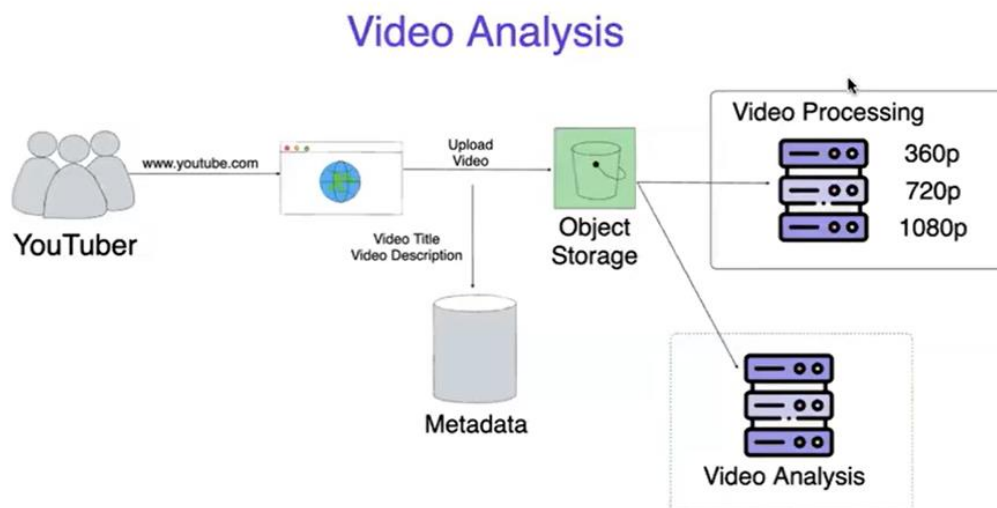 Video Analysis
www.youtube.com
YouTuber
Upload
Video
Video Title
Video Description
Metadata
Object
Storage
Video Processing
360p
720p
1080p
Video Analysis